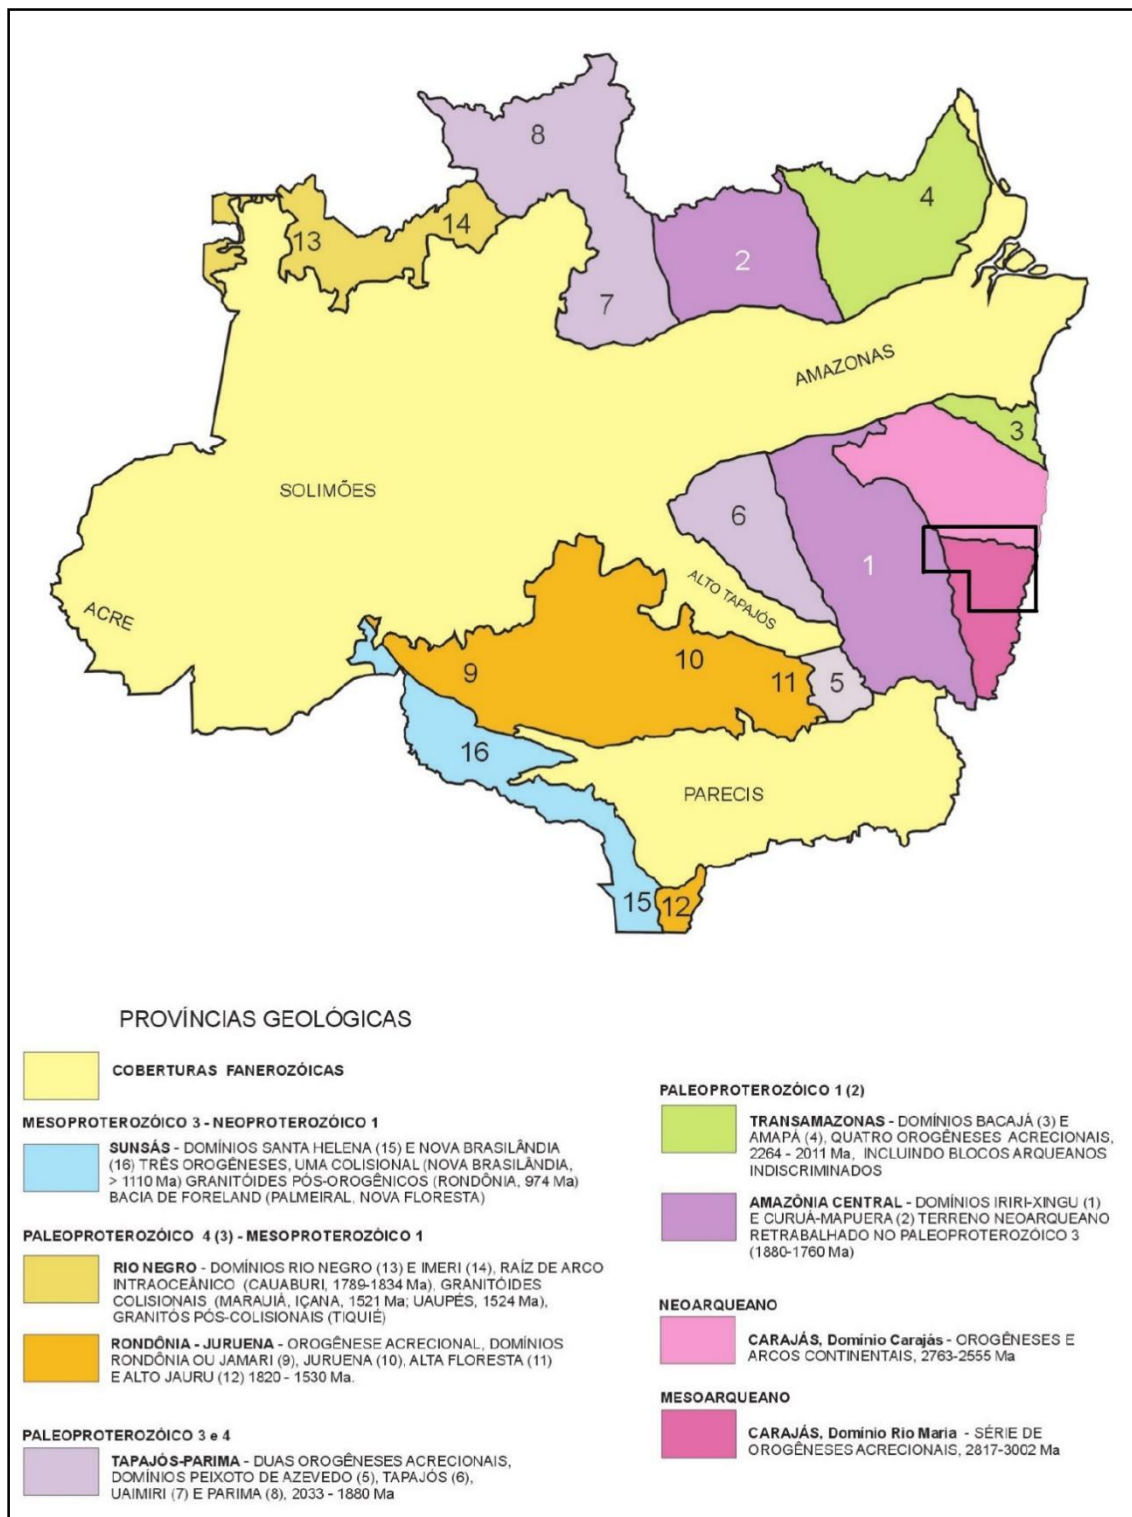 8
4
14
13
2
7
AMAZONAS
3
SOLIMÕES
6
1
ALTO TAPAJÓS
ACRE
9
10
11
5
16
PARECIS
15
12
PROVÍNCIAS GEOLÓGICAS
COBERTURAS FANEROZÓICAS
MESOPROTEROZÓICO 3 - NEOPROTEROZÓICO 1
SUNSÁS - DOMÍNIOS SANTA HELENA (15) E NOVA BRASILÂNDIA
(16) TRÊS OROGÊNESES, UMA COLISIONAL (NOVA BRASILÂNDIA,
> 1110 Ma) GRANITÓIDES PÓS-OROGÊNICOS (RONDÔNIA, 974 Ma)
BACIA DE FORELAND (PALMEIRAL, NOVA FLORESTA)
PALEOPROTEROZÓICO 4 (3) - MESOPROTEROZÓICO 1
RIO NEGRO - DOMÍNIOS RIO NEGRO (13) E IMERI (14), RAÍZ DE ARCO
INTRAOCEÂNICO (CAUABURI, 1789-1834 Ma), GRANITÓIDES
COLISIONAIS (MARAUIÁ, IÇANA, 1521 Ma; UAUPÉS, 1524 Ma),
GRANITÓS PÓS-COLISIONAIS (TIQUIÉ)
RONDÔNIA - JURUENA - OROGÊNESE ACRECIONAL, DOMÍNIOS
RONDÔNIA OU JAMARI (9), JURUENA (10), ALTA FLORESTA (11)
E ALTO JAURU (12) 1820 - 1530 Ma.
PALEOPROTEROZÓICO 3 e 4
TAPAJÓS-PARIMA - DUAS OROGÊNESES ACRECIONAIS,
DOMÍNIOS PEIXOTO DE AZEVEDO (5), TAPAJÓS (6),
UAIMIRI (7) E PARIMA (8), 2033 - 1880 Ma
PALEOPROTEROZÓICO 1 (2)
TRANSAMAZONAS - DOMÍNIOS BACAJÁ (3) E
AMAPÁ (4), QUATRO OROGÊNESES ACRECIONAIS,
2264 - 2011 Ma, INCLUINDO BLOCOS ARQUEANOS
INDISCRIMINADOS
AMAZÔNIA CENTRAL - DOMÍNIOS IRIRI-XINGU (1)
E CURUÁ-MAPUERA (2) TERRENO NEOARQUEANO
RETRABALHADO NO PALEOPROTEROZÓICO 3
(1880-1760 Ma)
NEOARQUEANO
CARAJÁS, Domínio Carajás - OROGÊNESES E
ARCOS CONTINENTAIS, 2763-2555 Ma
MESOARQUEANO
CARAJÁS, Domínio Rio Maria - SÉRIE DE
OROGÊNESES ACRECIONAIS, 2817-3002 Ma